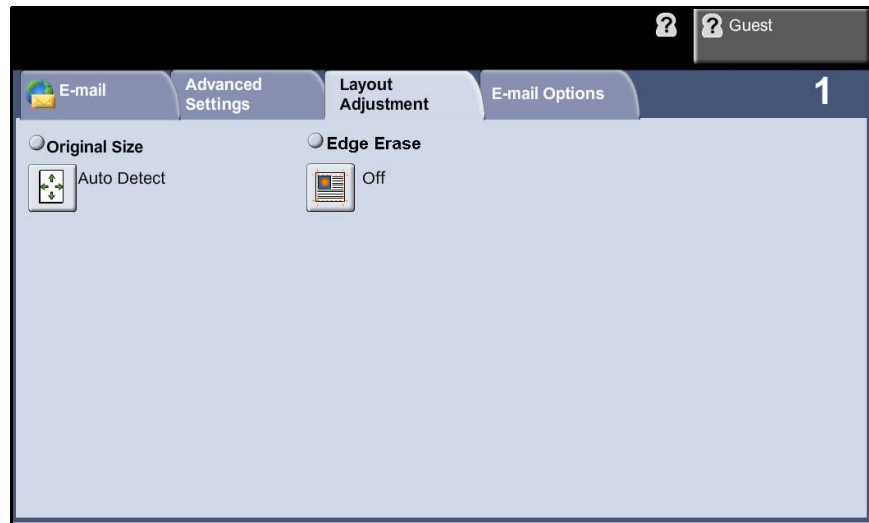 Guest
E-mail
Advanced
Settings
Layout
Adjustment
E-mail Options
1
Original Size
Auto Detect
Edge Erase
Off